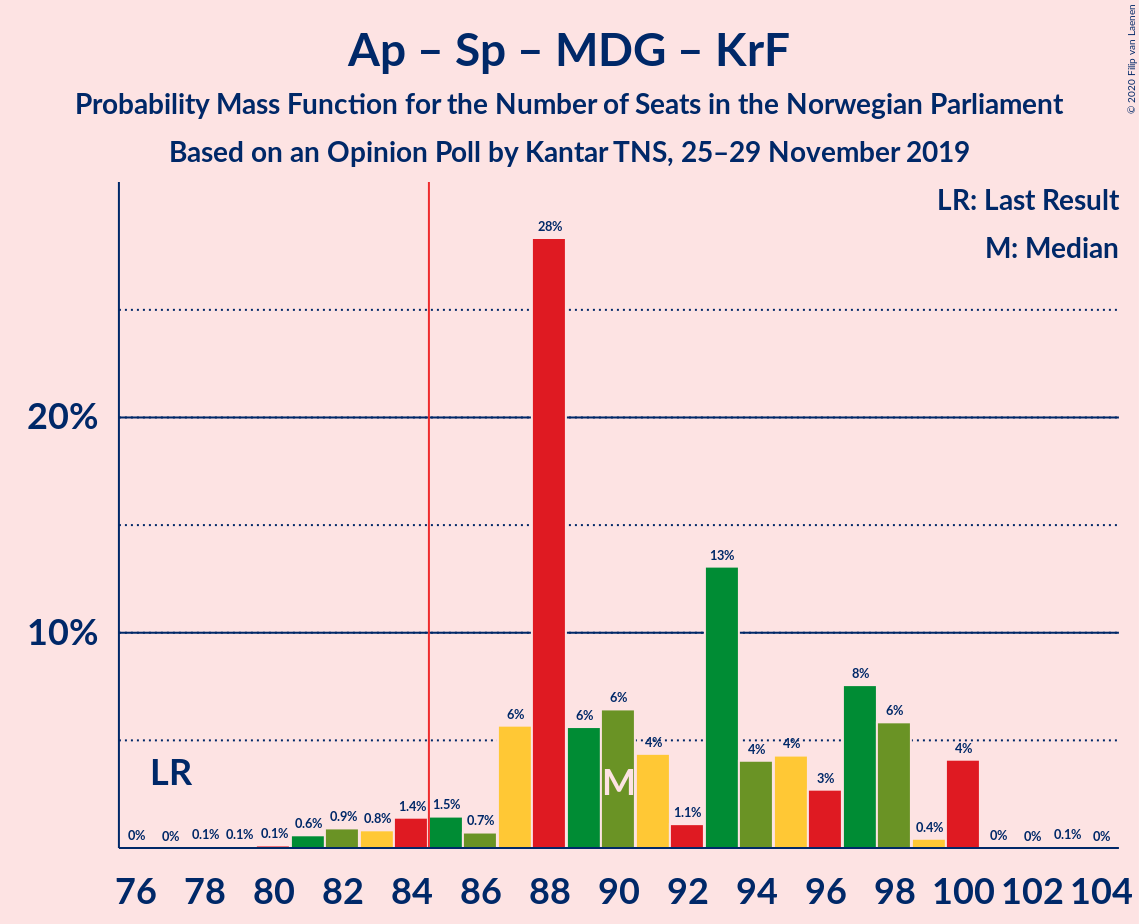 Ap – Sp – MDG – KrF
Probability Mass Function for the Number of Seats in the Norwegian Parliament
Based on an Opinion Poll by Kantar TNS, 25–29 November 2019
© 2020 Filip van Laenen
LR: Last Result
M: Median
20%
10%
LR
M
0% 0% 0.1% 0.1% 0.1% 0.6% 0.9% 0.8% 1.4% 1.5% 0.7% 6% 28% 6% 6% 4% 1.1% 13% 4% 4% 3% 8% 6% 0.4% 4% 0% 0% 0.1% 0%
76 78 80 82 84 86 88 90 92 94 96 98 100 102 104